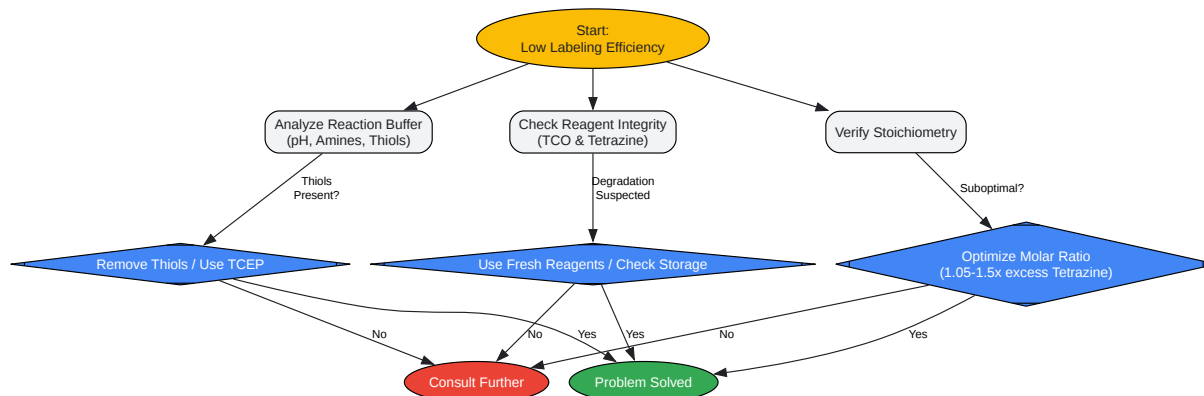 Start:
Low Labeling Efficiency
Analyze Reaction Buffer
(pH, Amines, Thiols)
Check Reagent Integrity
(TCO & Tetrazine)
Verify Stoichiometry
Thiols
Present?
Degradation
Suspected
Suboptimal?
Remove Thiols / Use TCEP
Use Fresh Reagents / Check Storage
Optimize Molar Ratio
(1.05-1.5x excess Tetrazine)
No
No
Yes
Yes
No
Yes
Consult Further
Problem Solved